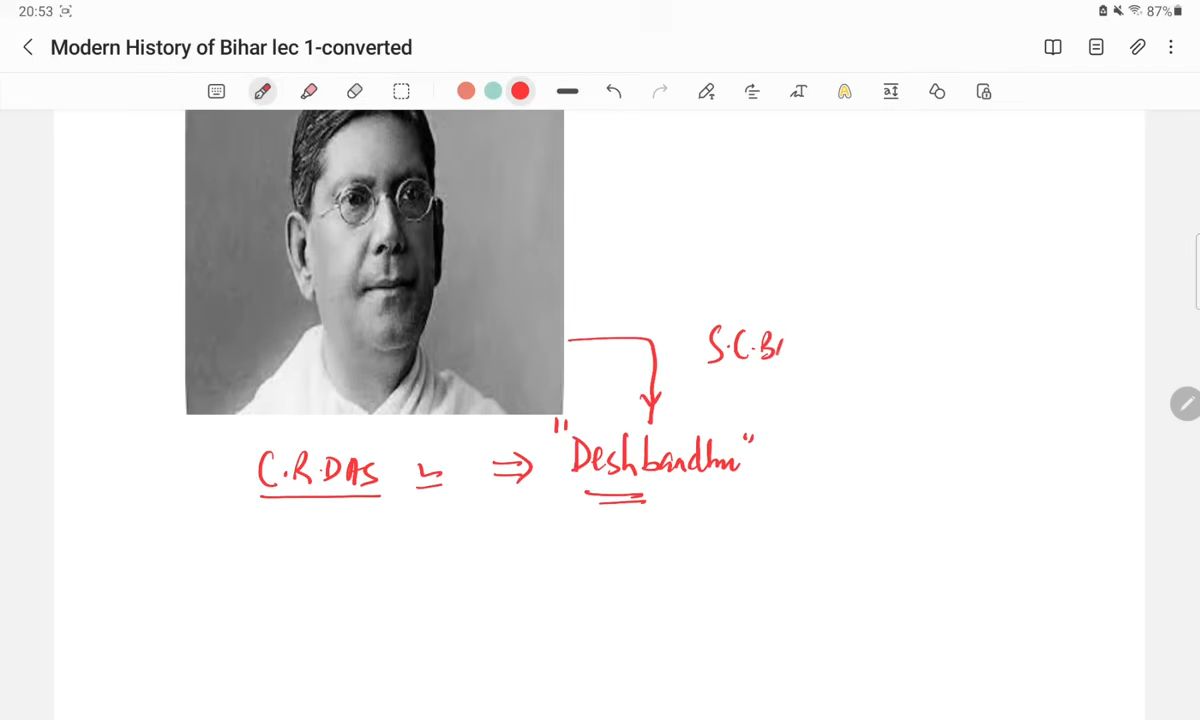 20:53
87%
Modern History of Bihar lec 1-converted
S.C.B
C.R.DAS ⇒ "Deshbandhu"